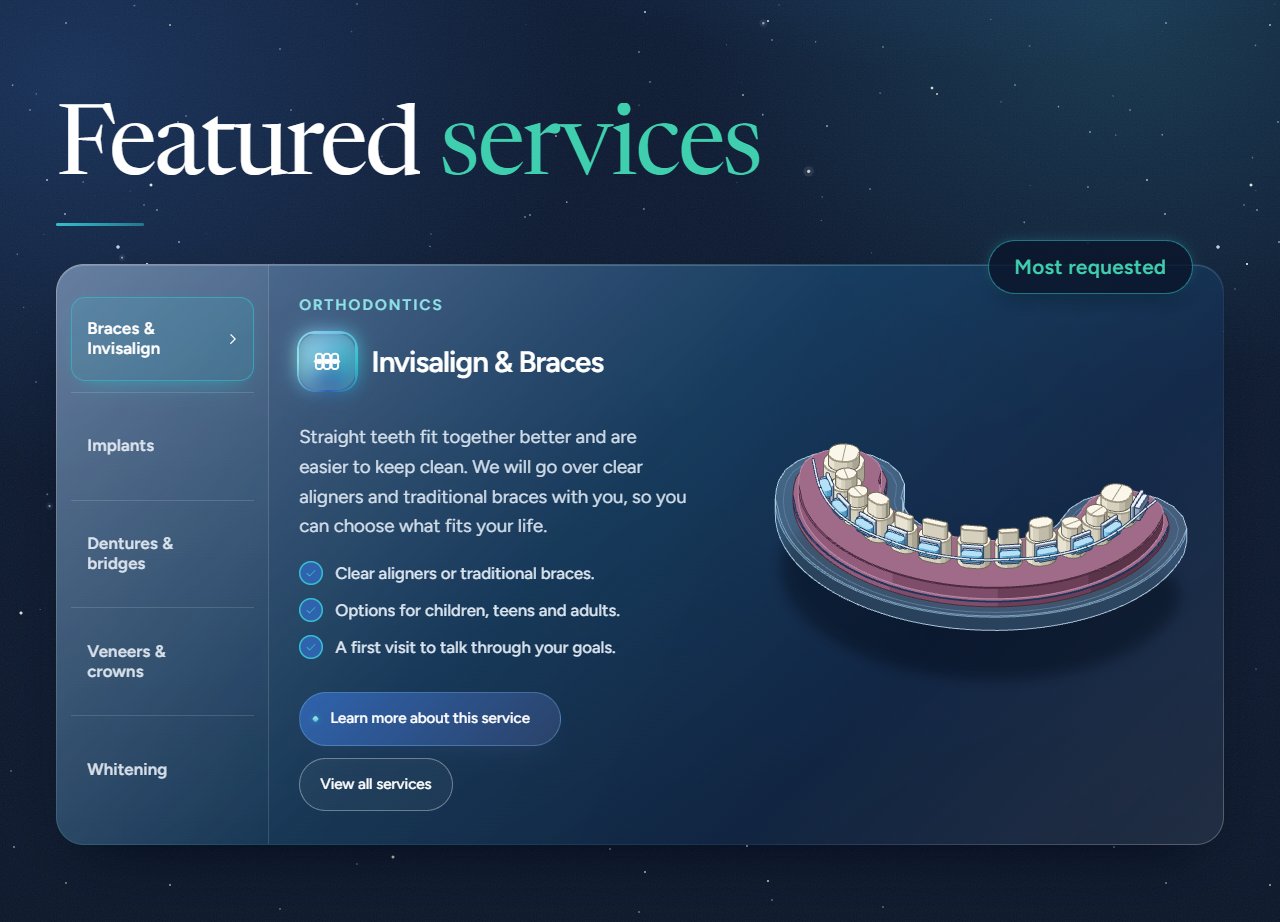 Featured services
Most requested
Braces &
Invisalign
Implants
Dentures &
bridges
Veneers &
crowns
Whitening
ORTHODONTICS
Invisalign & Braces
Straight teeth fit together better and are
easier to keep clean. We will go over clear
aligners and traditional braces with you, so you
can choose what fits your life.
Clear aligners or traditional braces.
Options for children, teens and adults.
A first visit to talk through your goals.
Learn more about this service
View all services